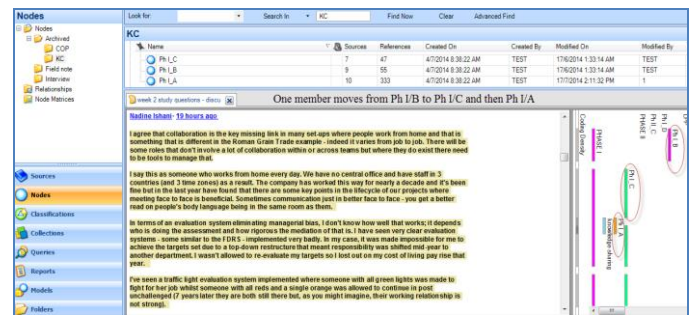 Nodes
Look for:
Search In
KC
Find Now
Clear
Advanced Find
Nodes
Archived
COP
KC
Field note
Interview
Relationships
Node Matrices
KC
Name Sources References Created On Created By Modified On Modified By
Ph I_C 7 47 4/7/2014 8:38:22 AM TEST 17/6/2014 1:33:14 AM TEST
Ph I_B 9 55 4/7/2014 8:38:22 AM TEST 17/6/2014 1:33:14 AM TEST
Ph I_A 10 333 4/7/2014 8:38:22 AM TEST 17/7/2014 2:11:32 PM 1
week 2 study questions - discu
One member moves from Ph I/B to Ph I/C and then Ph I/A
Nadine Ishani· 19 hours ago
I agree that collaboration is the key missing link in many set-ups where people work from home and that is
something that is different in the Roman Grain Trade example - indeed it varies from job to job. There will be
some roles that don't involve a lot of collaboration within or across teams but where they do exist there need
to be tools to manage that.
I say this as someone who works from home every day. We have no central office and have staff in 3
countries (and 3 time zones) as a result. The company has worked this way for nearly a decade and it's been
fine but in the last year have found that there are some key points in the lifecycle of our projects where
meeting face to face is beneficial. Sometimes communication just in better face to face - you get a better
read on people's body language being in the same room as them.
In terms of an evaluation system eliminating managerial bias, I don't know how well that works; it depends
who is doing the assessment and how rigorous the mediation of that is. I have seen very clear evaluation
systems - some similar to the FDRS - implemented very badly. In my case, it was made impossible for me to
achieve the targets set due to a top-down restructure that meant responsibility was shifted mid-year to
another department. I wasn't allowed to re-evaluate my targets so I lost out on my cost of living pay rise that
year.
I've seen a traffic light evaluation system implemented where someone with all green lights was made to
fight for her job whilst someone with all reds and a single orange was allowed to continue in post
unchallenged (7 years later they are both still there but, as you might imagine, their working relationship is
not strong).
Coding Density
PHASE I
Ph I_C
Ph I_A
knowledge sharing
PHASE II
Ph II_C
Ph I_B
Sources
Nodes
Classifications
Collections
Queries
Reports
Models
Folders